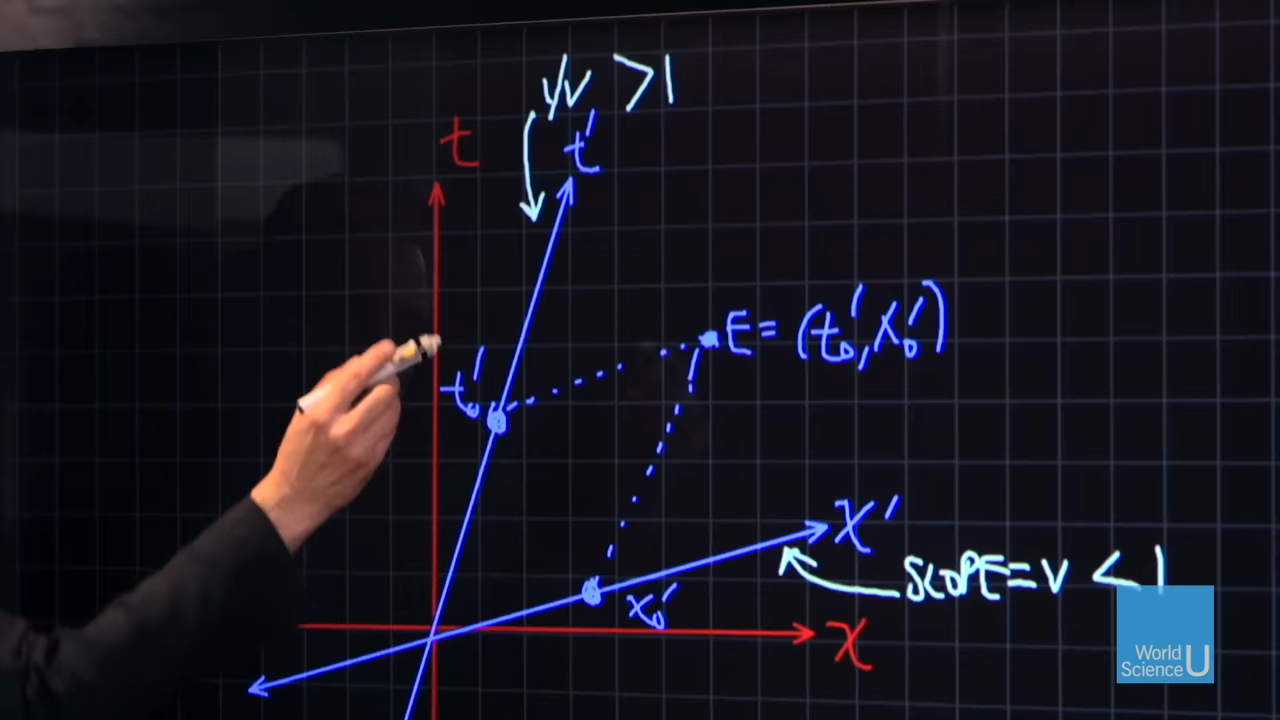 1/v >1
t
t'
E = (t₀', x₀')
t₀'
x'
SLOPE = v < 1
x₀'
x
World
Science U